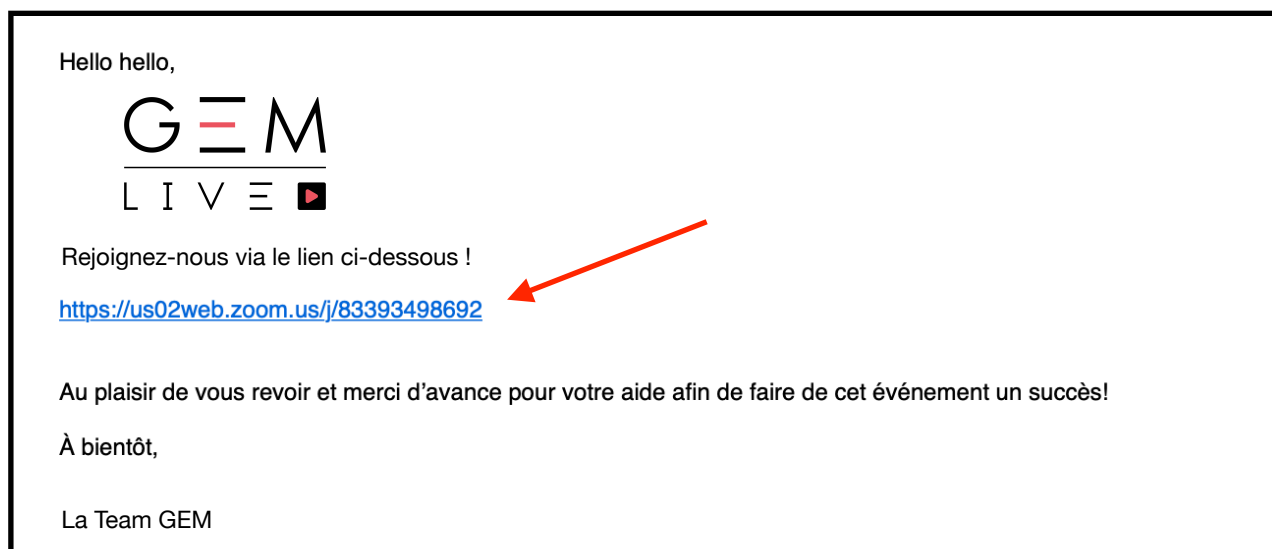 Hello hello,
GEM
LIVE
Rejoignez-nous via le lien ci-dessous !
https://us02web.zoom.us/j/83393498692
Au plaisir de vous revoir et merci d’avance pour votre aide afin de faire de cet événement un succès!
À bientôt,
La Team GEM